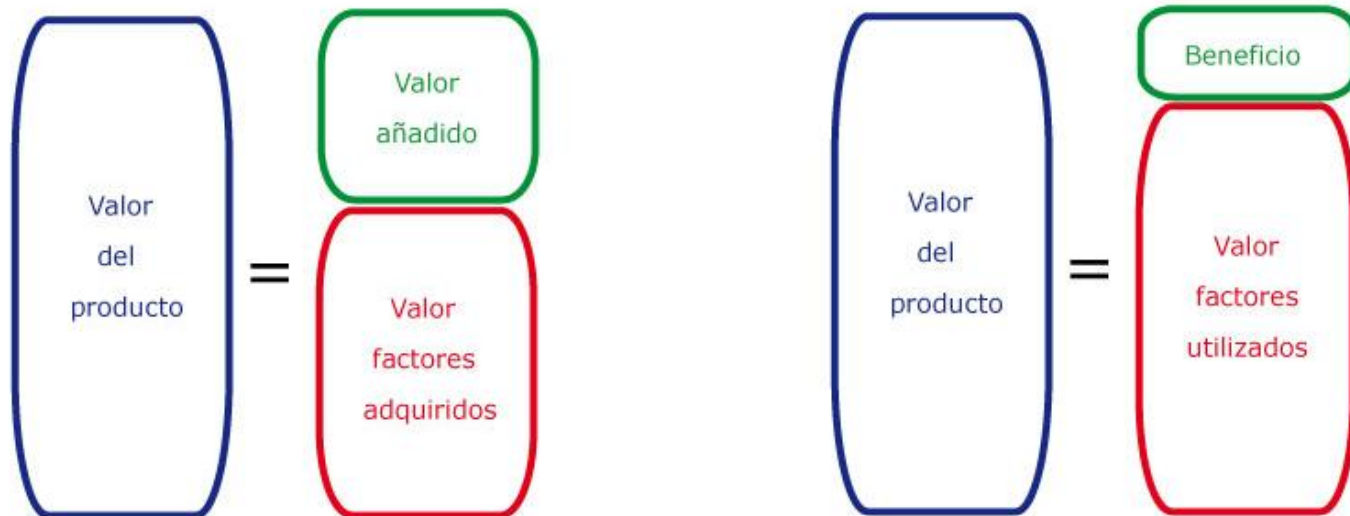 Valor
del
producto
=
Valor
añadido
Valor
factores
adquiridos
Valor
del
producto
=
Beneficio
Valor
factores
utilizados